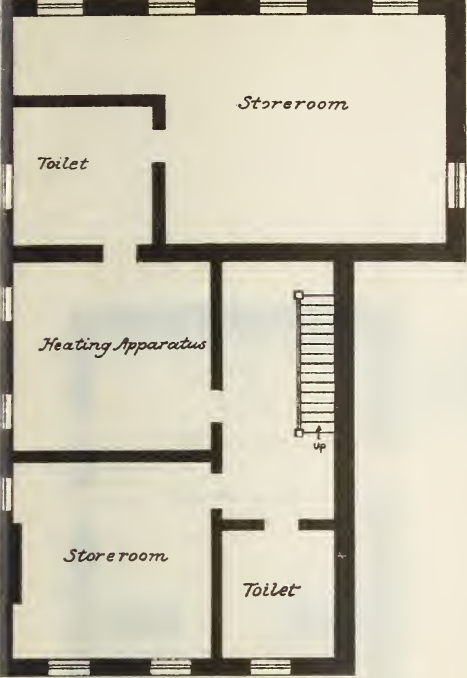 Storeroom
Toilet
Heating Apparatus
up
Storeroom
Toilet